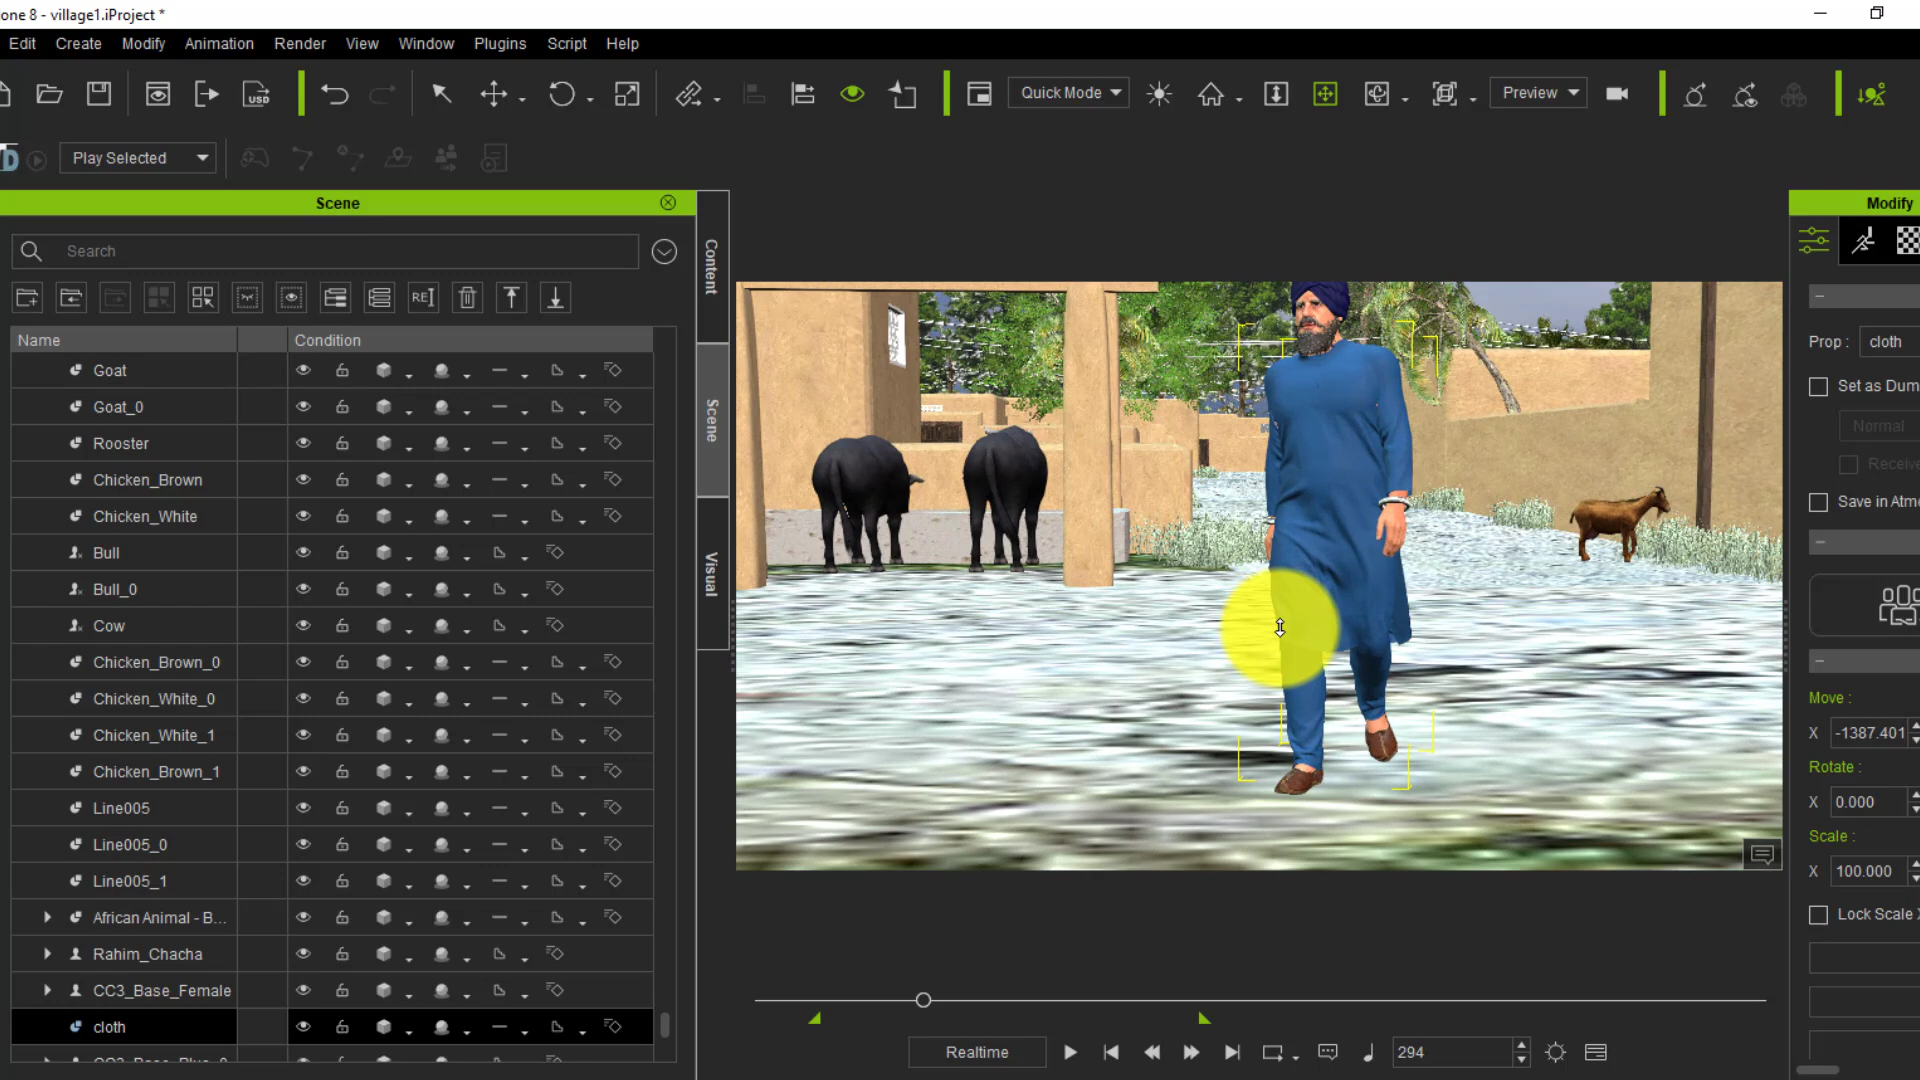 one 8 - village1.iProject *
Edit Create Modify Animation Render View Window Plugins Script Help
USD
Quick Mode
Preview
Play Selected
Scene
Search
REI
Name Condition
Goat
Goat_0
Rooster
Chicken_Brown
Chicken_White
Bull
Bull_0
Cow
Chicken_Brown_0
Chicken_White_0
Chicken_White_1
Chicken_Brown_1
Line005
Line005_0
Line005_1
African Animal - B...
Rahim_Chacha
CC3_Base_Female
cloth
Content
Scene
Visual
Realtime
294
Modify
Prop : cloth
Set as Dum
Normal
Receive
Save in Atm
Move :
X -1387.401
Rotate :
X 0.000
Scale :
X 100.000
Lock Scale X